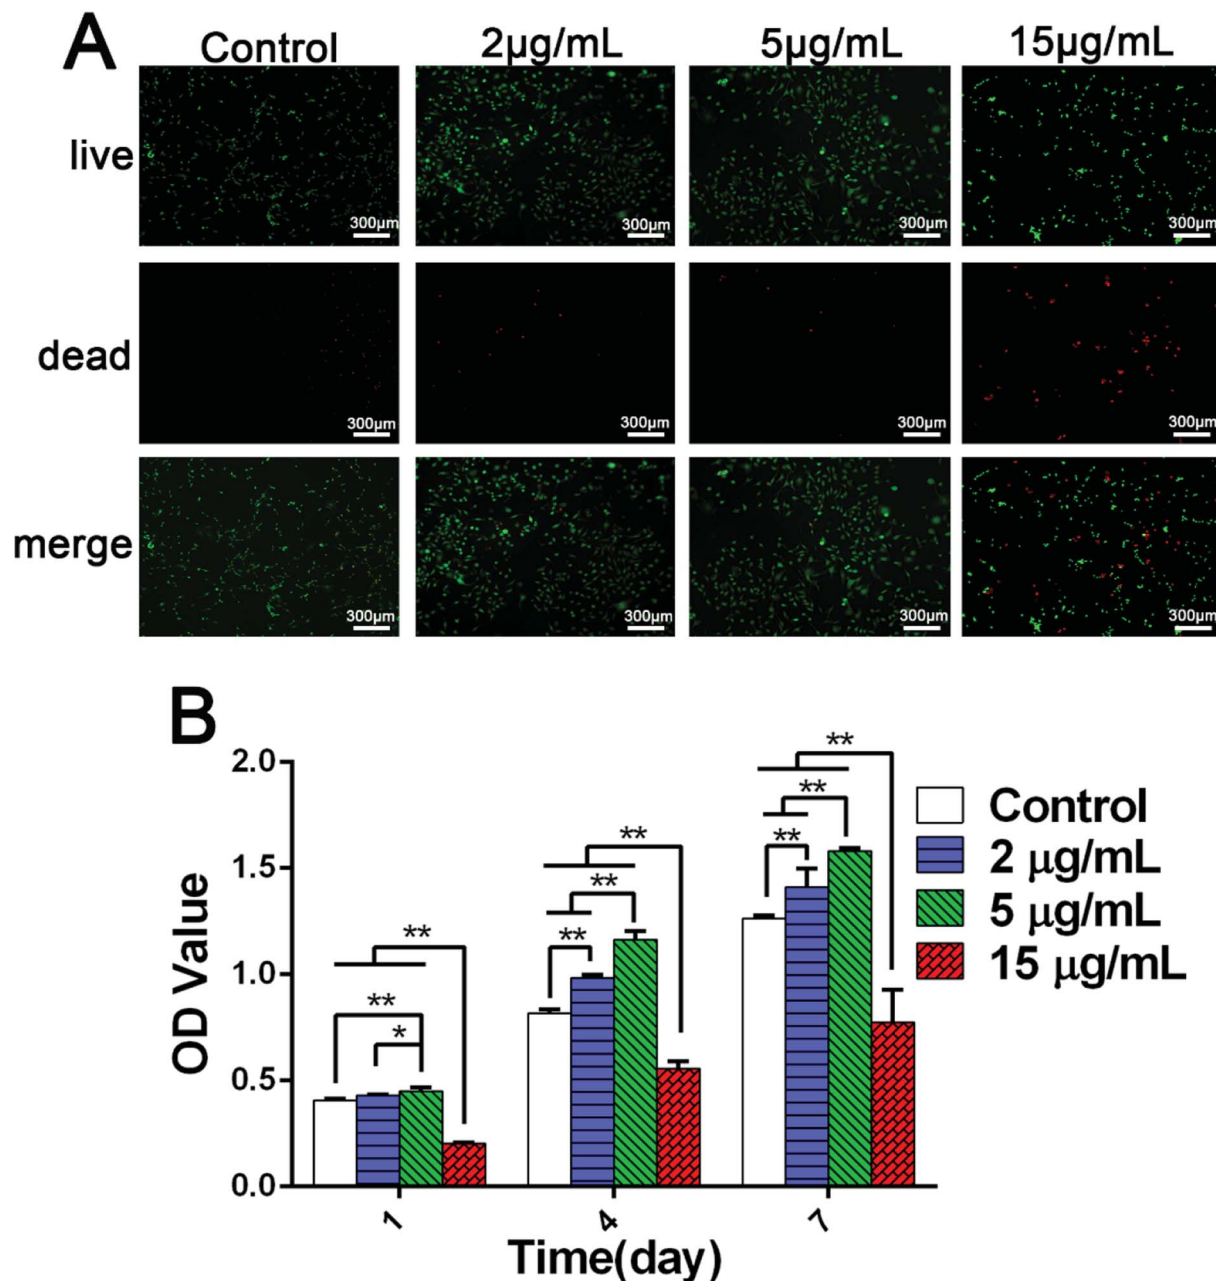 A
Control 2µg/mL 5µg/mL 15µg/mL
live
300µm 300µm 300µm 300µm
dead
300µm 300µm 300µm 300µm
merge
300µm 300µm 300µm 300µm
B
OD Value
2.0
1.5
1.0
0.5
0.0
** ** * ** ** ** ** ** **
1 4 7
Time(day)
Control
2 µg/mL
5 µg/mL
15 µg/mL